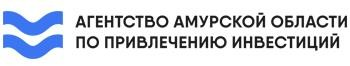 АГЕНТСТВО АМУРСКОЙ ОБЛАСТИ
ПО ПРИВЛЕЧЕНИЮ ИНВЕСТИЦИЙ